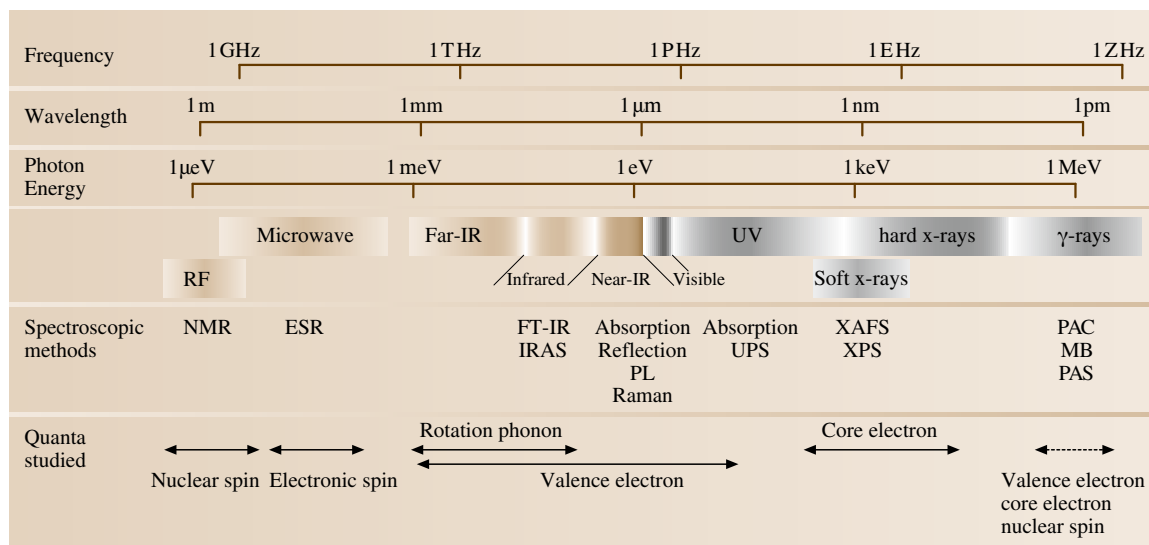 Frequency
1 GHz 1 THz 1 PHz 1 EHz 1 ZHz
Wavelength
1 m 1 mm 1 µm 1 nm 1 pm
Photon
Energy
1 µeV 1 meV 1 eV 1 keV 1 MeV
Microwave Far-IR UV hard x-rays γ-rays
RF Infrared Near-IR Visible Soft x-rays
Spectroscopic
methods
NMR ESR FT-IR Absorption Absorption XAFS PAC
IRAS Reflection UPS XPS MB
PL PAS
Raman
Quanta
studied
Rotation phonon Core electron
Nuclear spin Electronic spin Valence electron Valence electron
core electron
nuclear spin